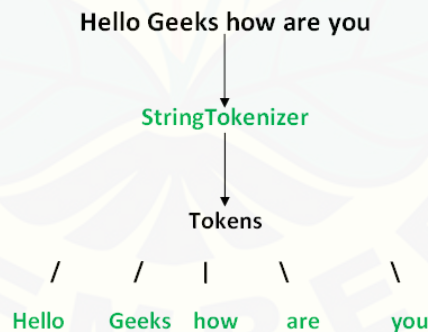 Hello Geeks how are you
StringTokenizer
Tokens
/ / | \ \
Hello Geeks how are you